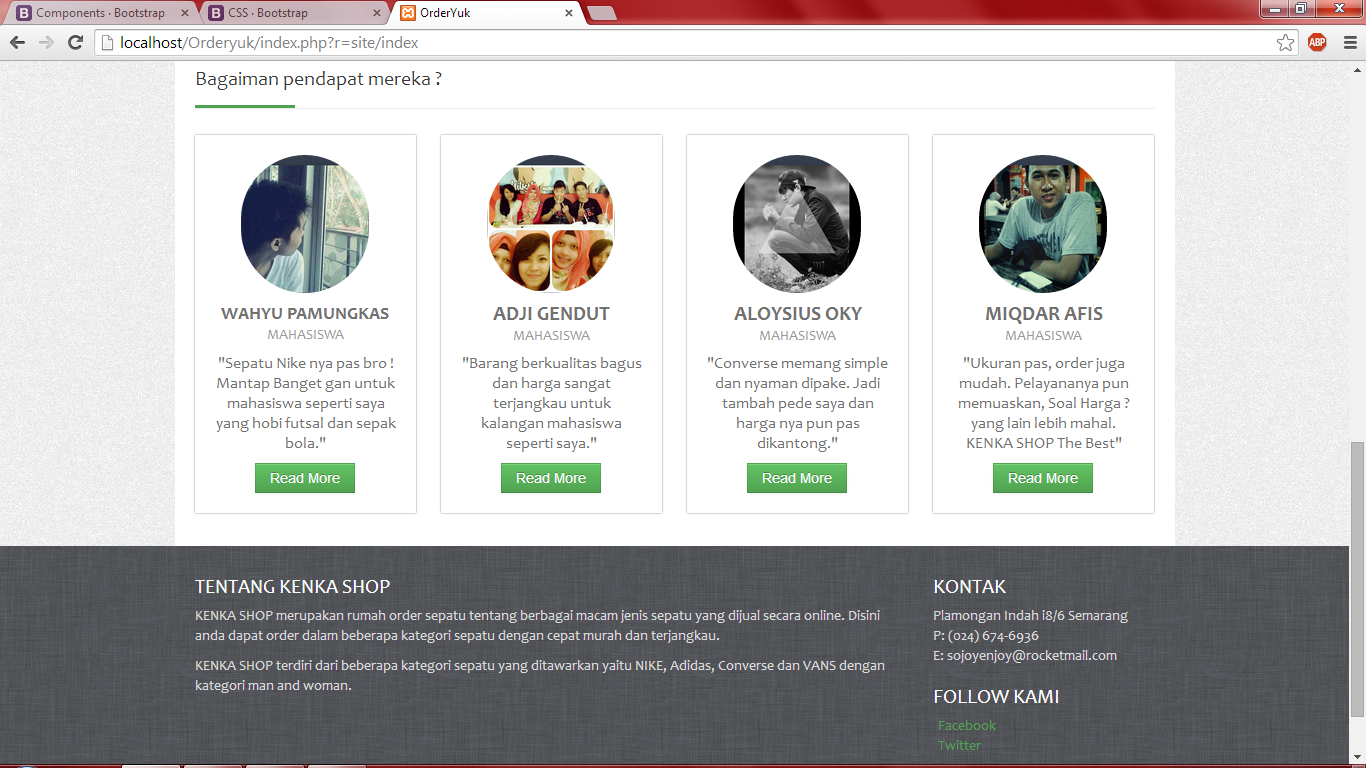 Components · Bootstrap
CSS · Bootstrap
OrderYuk
localhost/Orderyuk/index.php?r=site/index
ABP
Bagaiman pendapat mereka ?
WAHYU PAMUNGKAS
MAHASISWA
"Sepatu Nike nya pas bro !
Mantap Banget gan untuk
mahasiswa seperti saya
yang hobi futsal dan sepak
bola."
Read More
ADJI GENDUT
MAHASISWA
"Barang berkualitas bagus
dan harga sangat
terjangkau untuk
kalangan mahasiswa
seperti saya."
Read More
ALOYSIUS OKY
MAHASISWA
"Converse memang simple
dan nyaman dipake. Jadi
tambah pede saya dan
harga nya pun pas
dikantong."
Read More
MIQDAR AFIS
MAHASISWA
"Ukuran pas, order juga
mudah. Pelayananya pun
memuaskan, Soal Harga ?
yang lain lebih mahal.
KENKA SHOP The Best"
Read More
TENTANG KENKA SHOP
KENKA SHOP merupakan rumah order sepatu tentang berbagai macam jenis sepatu yang dijual secara online. Disini
anda dapat order dalam beberapa kategori sepatu dengan cepat murah dan terjangkau.
KENKA SHOP terdiri dari beberapa kategori sepatu yang ditawarkan yaitu NIKE, Adidas, Converse dan VANS dengan
kategori man and woman.
KONTAK
Plamongan Indah i8/6 Semarang
P: (024) 674-6936
E: sojoyenjoy@rocketmail.com
FOLLOW KAMI
Facebook
Twitter